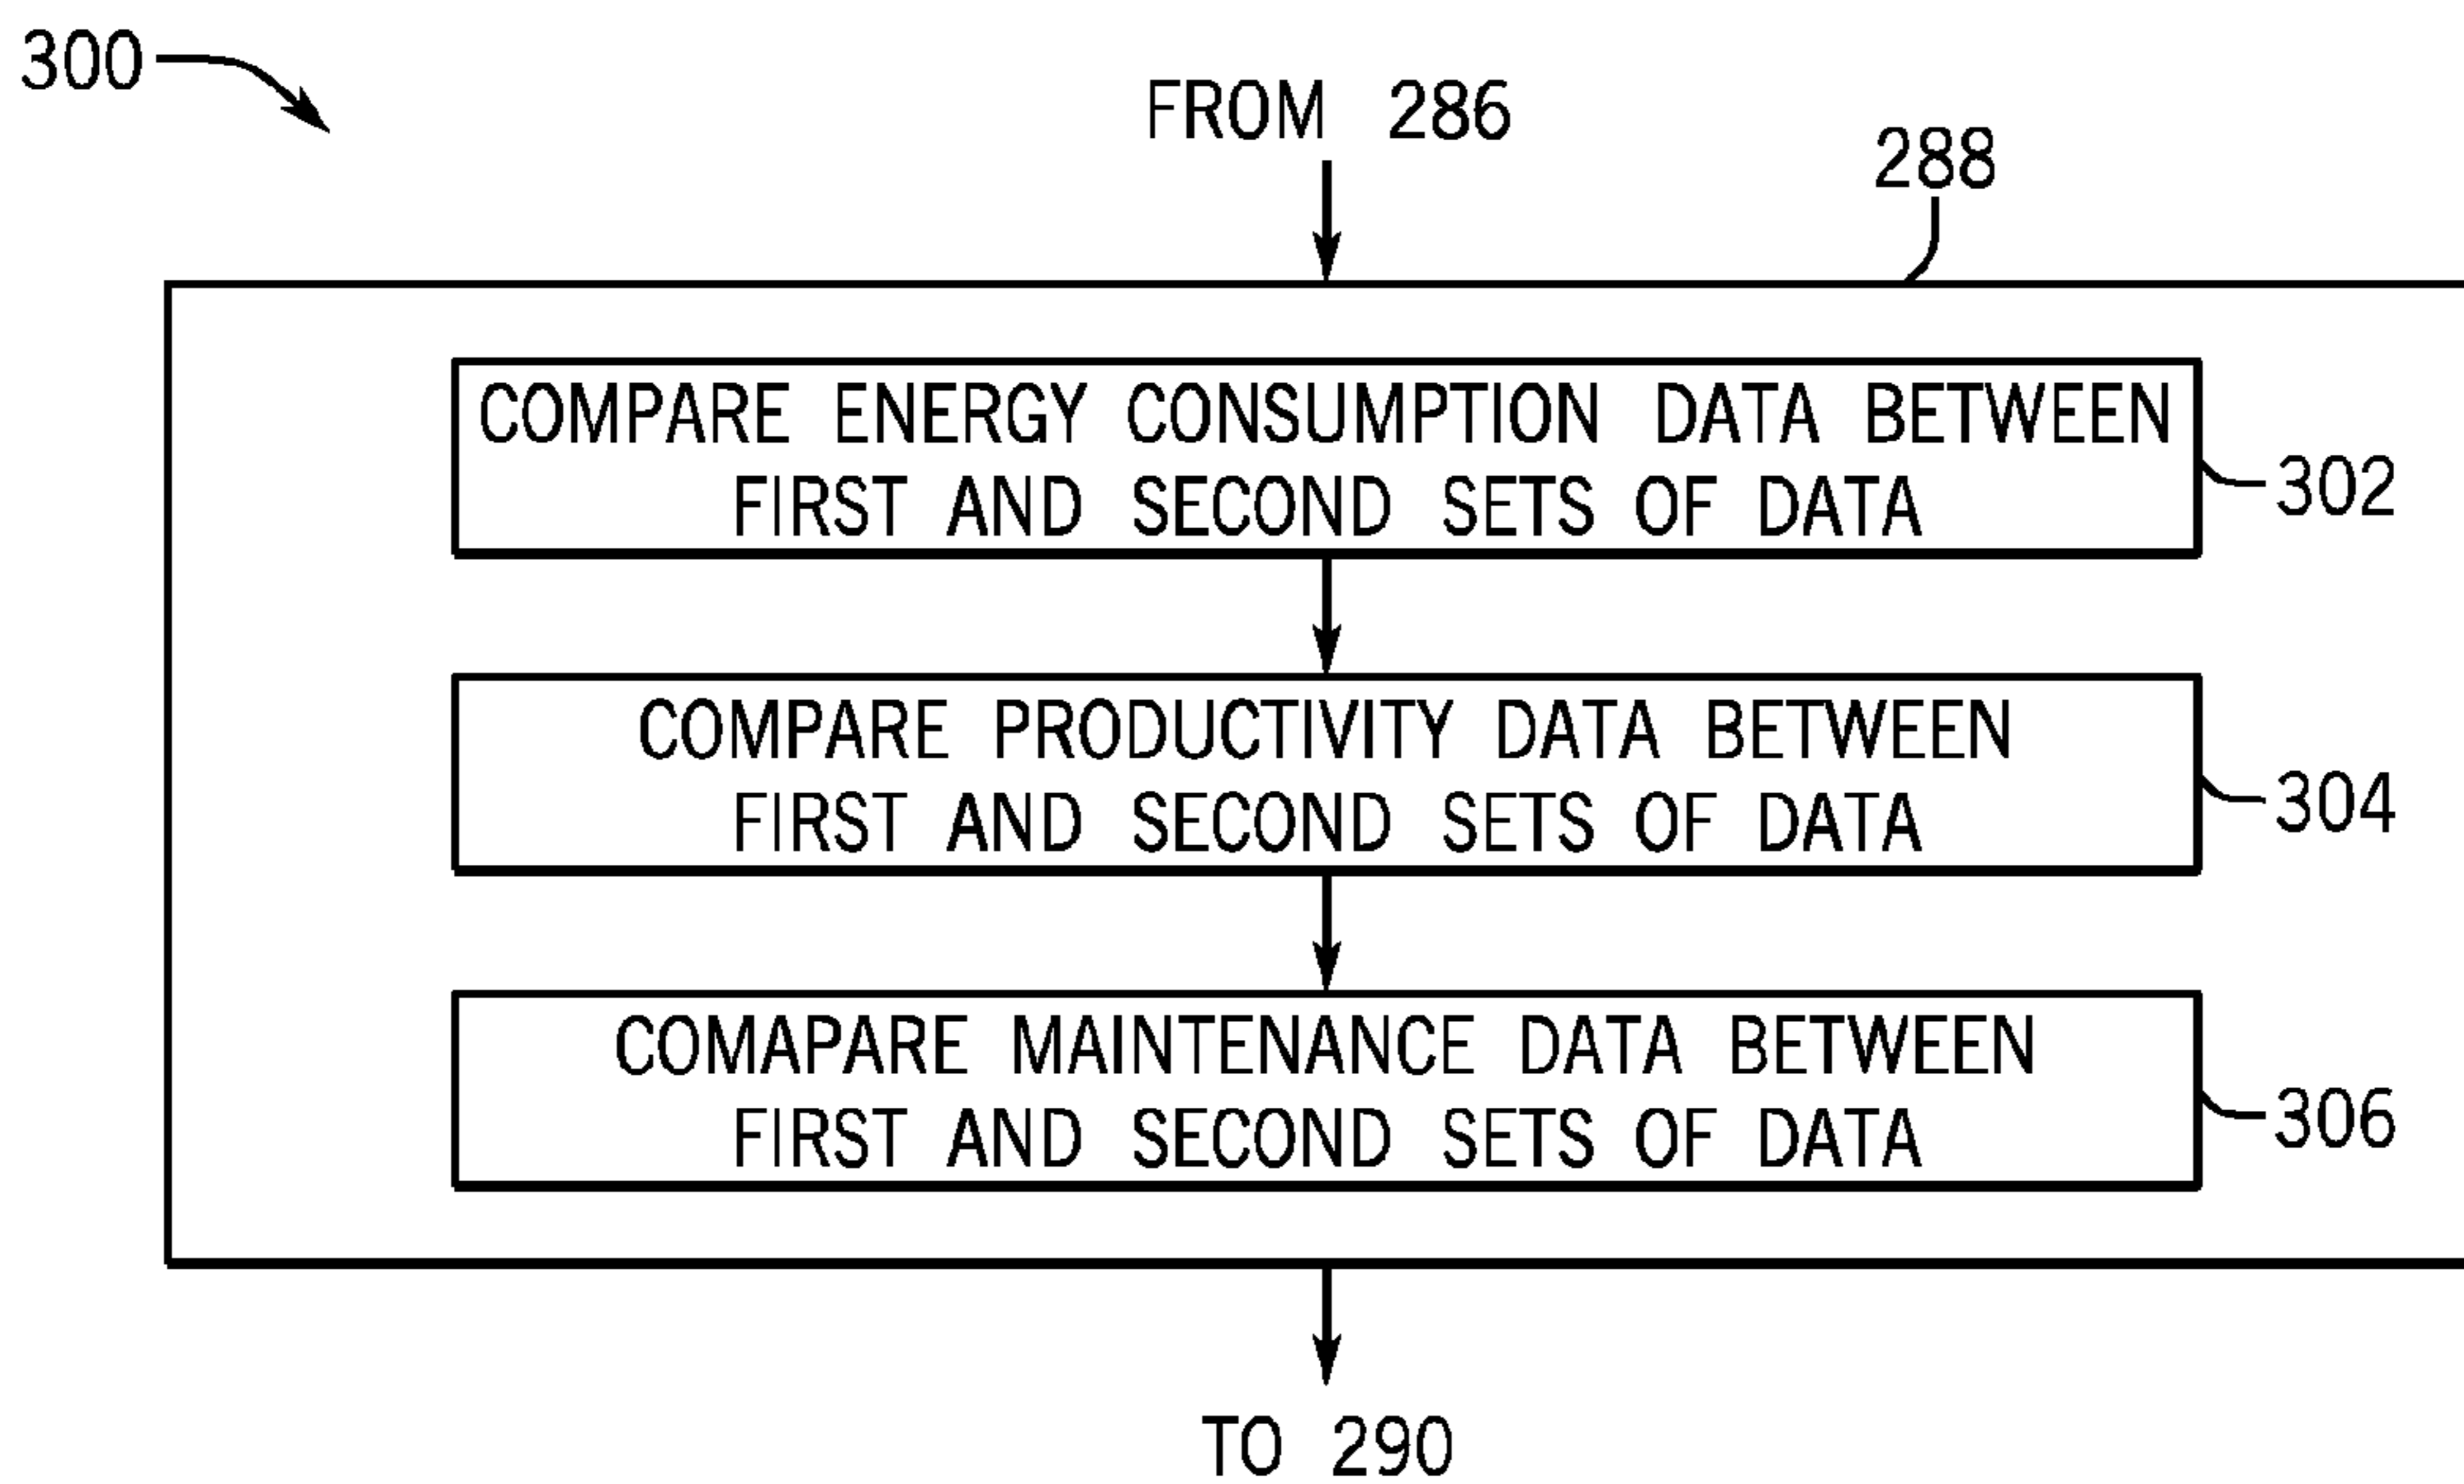 300
FROM 286
288
COMPARE ENERGY CONSUMPTION DATA BETWEEN
FIRST AND SECOND SETS OF DATA
302
COMPARE PRODUCTIVITY DATA BETWEEN
FIRST AND SECOND SETS OF DATA
304
COMAPARE MAINTENANCE DATA BETWEEN
FIRST AND SECOND SETS OF DATA
306
TO 290